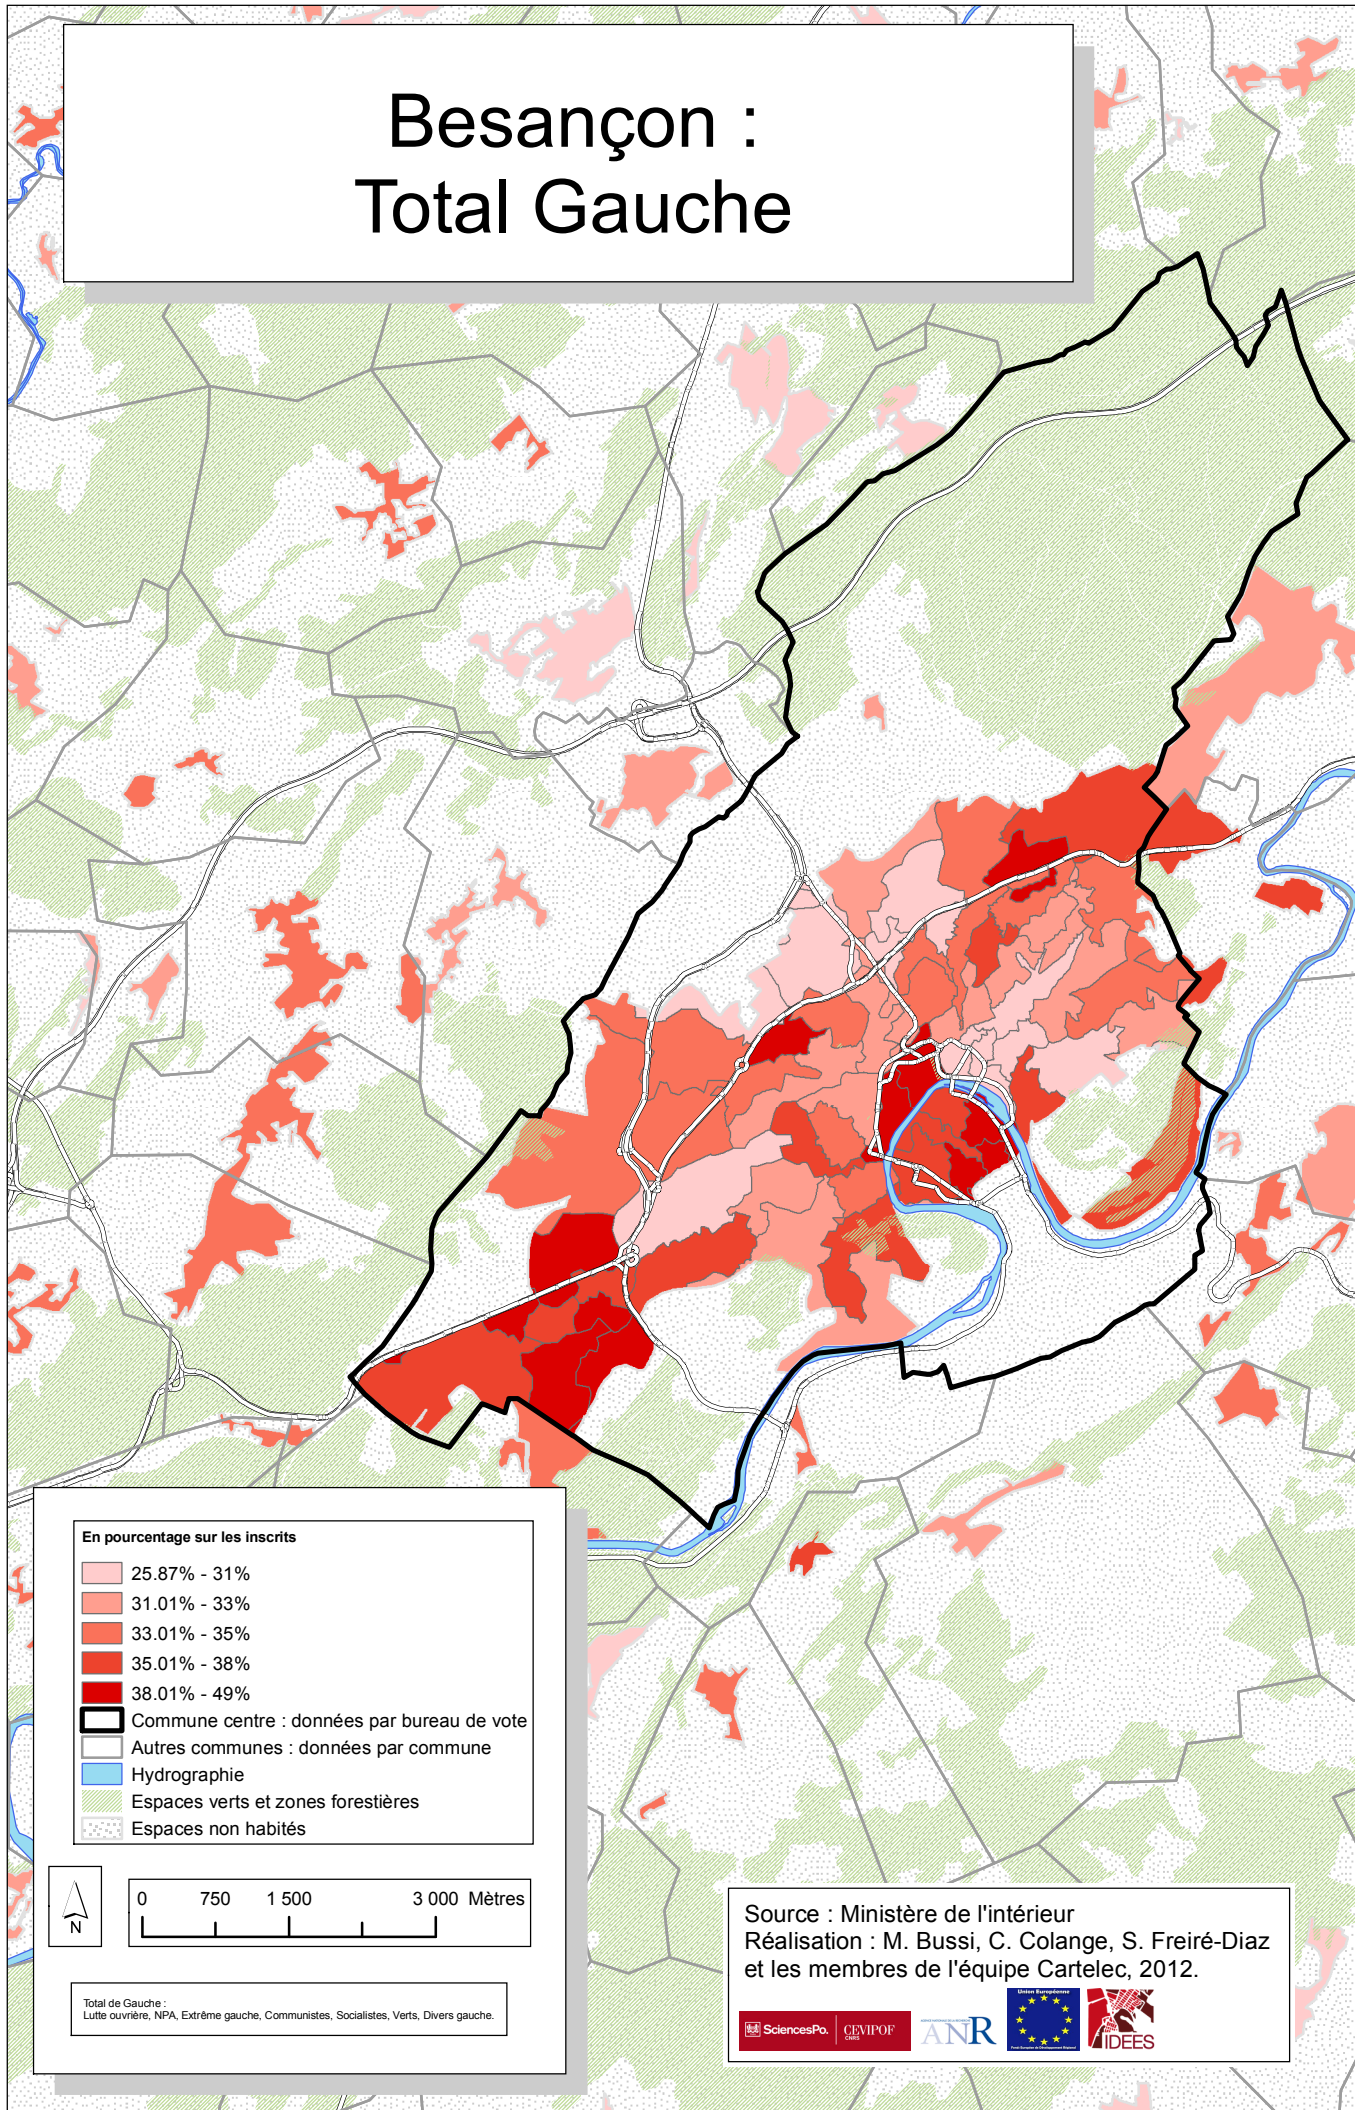 Besançon :
Total Gauche
En pourcentage sur les inscrits
25.87% - 31%
31.01% - 33%
33.01% - 35%
35.01% - 38%
38.01% - 49%
Commune centre : données par bureau de vote
Autres communes : données par commune
Hydrographie
Espaces verts et zones forestières
Espaces non habités
N
0 750 1 500 3 000 Mètres
Total de Gauche :
Lutte ouvrière, NPA, Extrême gauche, Communistes, Socialistes, Verts, Divers gauche.
Source : Ministère de l'intérieur
Réalisation : M. Bussi, C. Colange, S. Freiré-Diaz
et les membres de l'équipe Cartelec, 2012.
SciencesPo.
CEVIPOF
CNRS
ANR
Union Européenne
IDEES